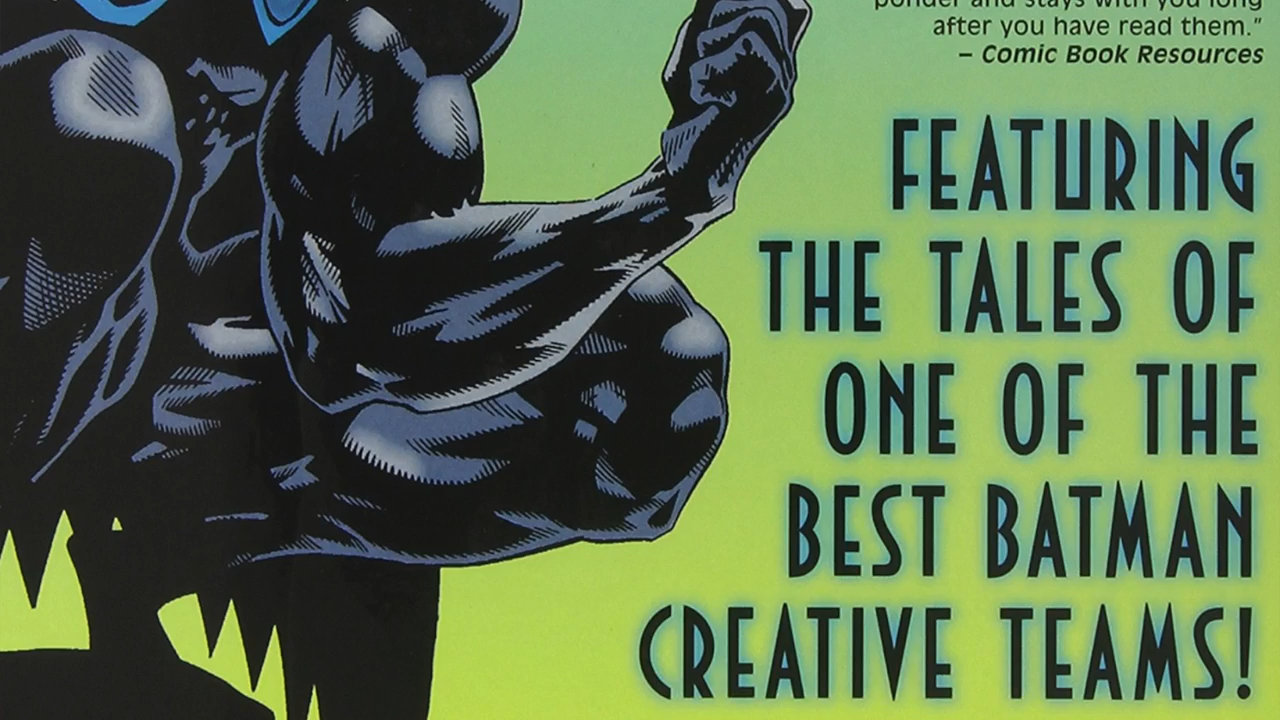 ponder and stays with you long
after you have read them."
– Comic Book Resources
FEATURING
THE TALES OF
ONE OF THE
BEST BATMAN
CREATIVE TEAMS!